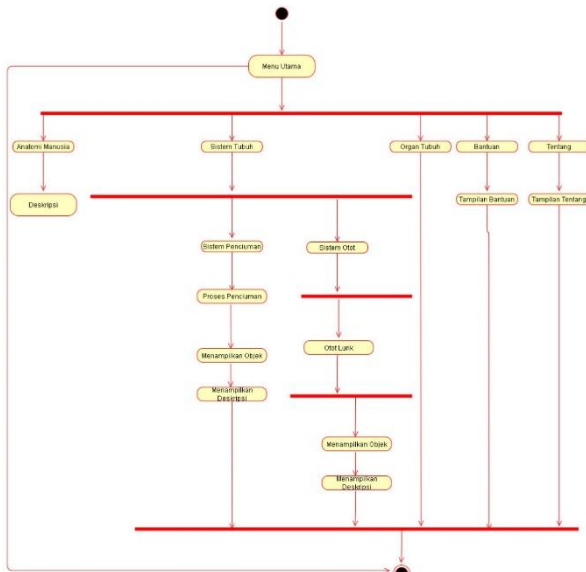 Menu Utama
Anatomi Manusia
Sistem Tubuh
Organ Tubuh
Bantuan
Tentang
Deskripsi
Tampilan Bantuan
Tampilan Tentang
Sistem Penciuman
Sistem Otot
Proses Penciuman
Otot Lurik
Menampilkan Objek
Menampilkan
Deskripsi
Menampilkan Objek
Menampilkan
Deskripsi